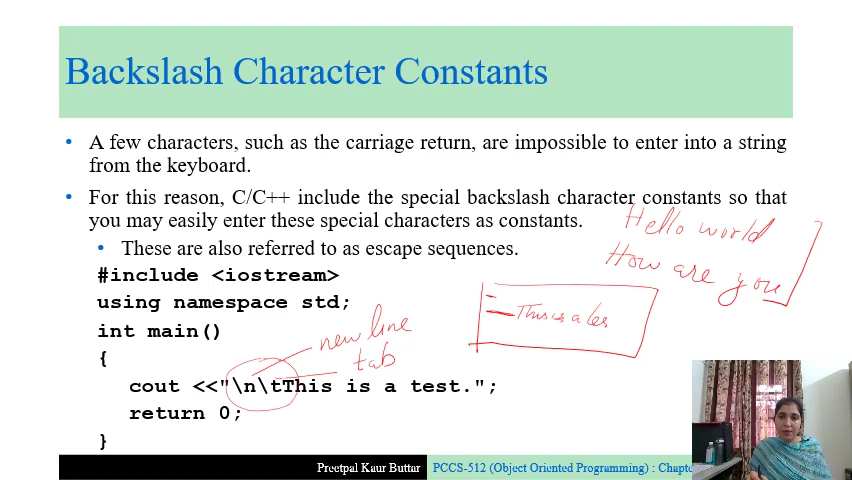 Backslash Character Constants
• A few characters, such as the carriage return, are impossible to enter into a string
from the keyboard.
• For this reason, C/C++ include the special backslash character constants so that
you may easily enter these special characters as constants.
• These are also referred to as escape sequences.
Hello world
How are you
#include <iostream>
using namespace std;
This is a tes
int main()
new line
{
tab
cout <<"\n\tThis is a test.";
return 0;
}
Preetpal Kaur Buttar
PCCS-512 (Object Oriented Programming) : Chapte